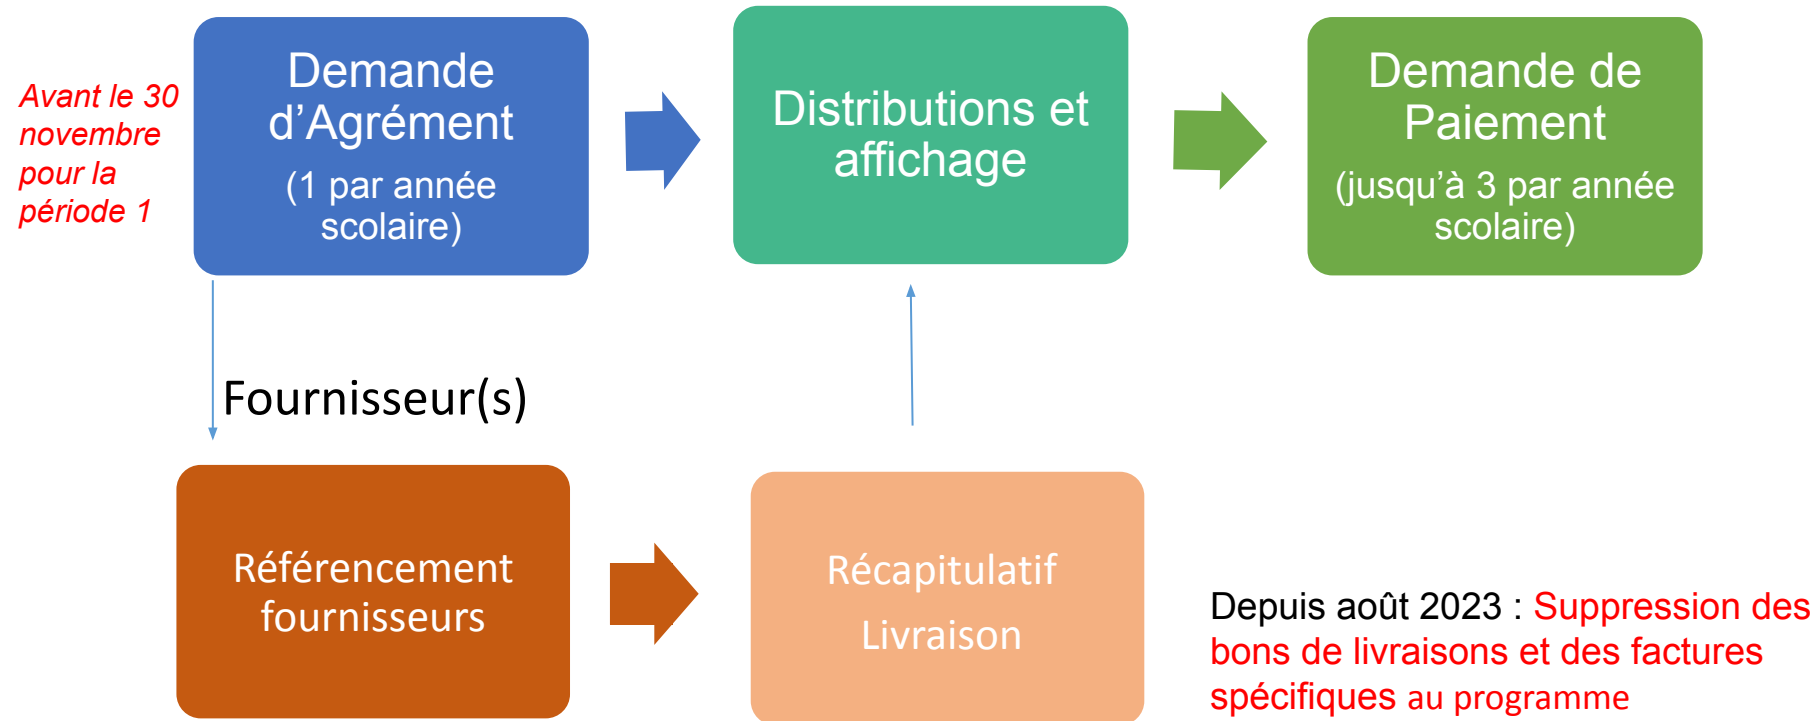 Avant le 30
novembre
pour la
période 1
Demande
d’Agrément
(1 par année
scolaire)
Distributions et
affichage
Demande de
Paiement
(jusqu’à 3 par année
scolaire)
Fournisseur(s)
Référencement
fournisseurs
Récapitulatif
Livraison
Depuis août 2023 : Suppression des
bons de livraisons et des factures
spécifiques au programme